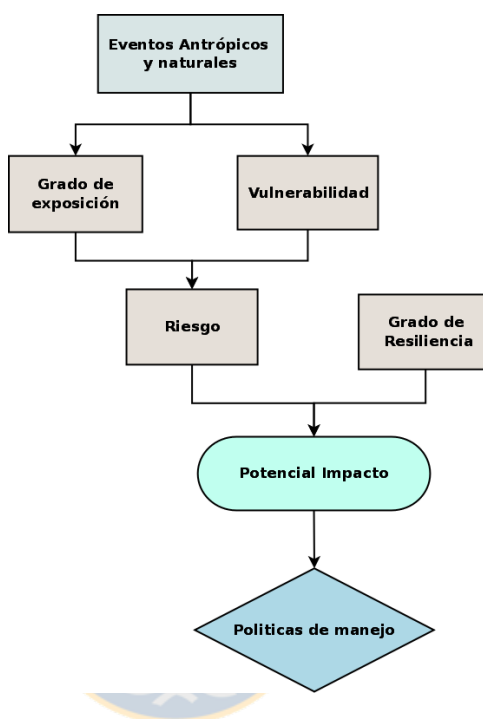 Eventos Antrópicos
y naturales
Grado de
exposición
Vulnerabilidad
Riesgo
Grado de
Resiliencia
Potencial Impacto
Politicas de manejo